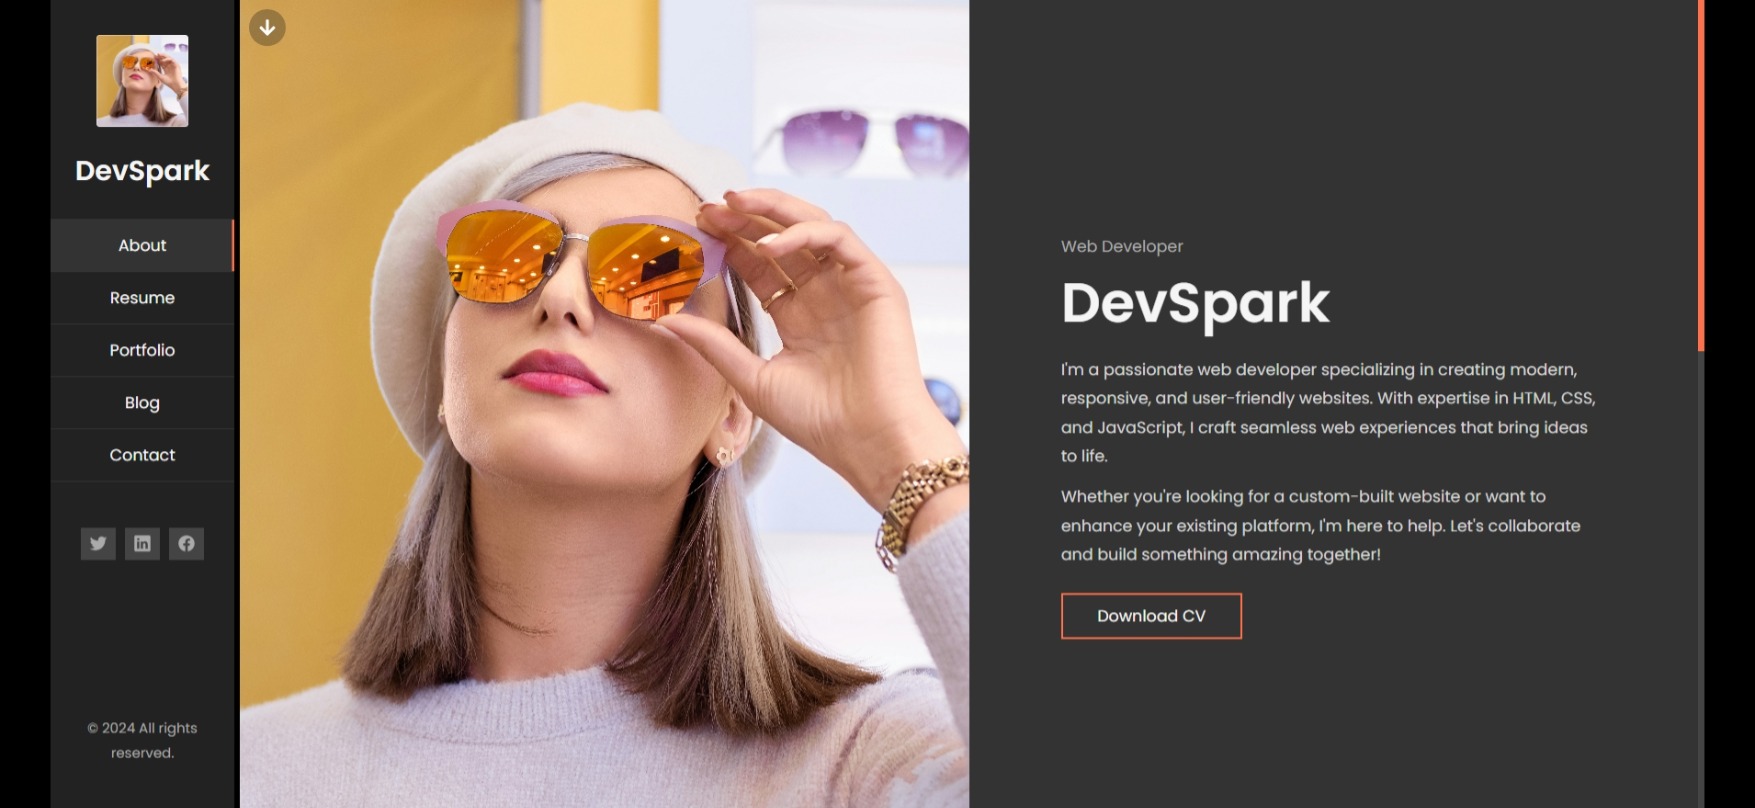 DevSpark
About
Resume
Portfolio
Blog
Contact
© 2024 All rights
reserved.
Web Developer
DevSpark
I'm a passionate web developer specializing in creating modern,
responsive, and user-friendly websites. With expertise in HTML, CSS,
and JavaScript, I craft seamless web experiences that bring ideas
to life.
Whether you're looking for a custom-built website or want to
enhance your existing platform, I'm here to help. Let's collaborate
and build something amazing together!
Download CV